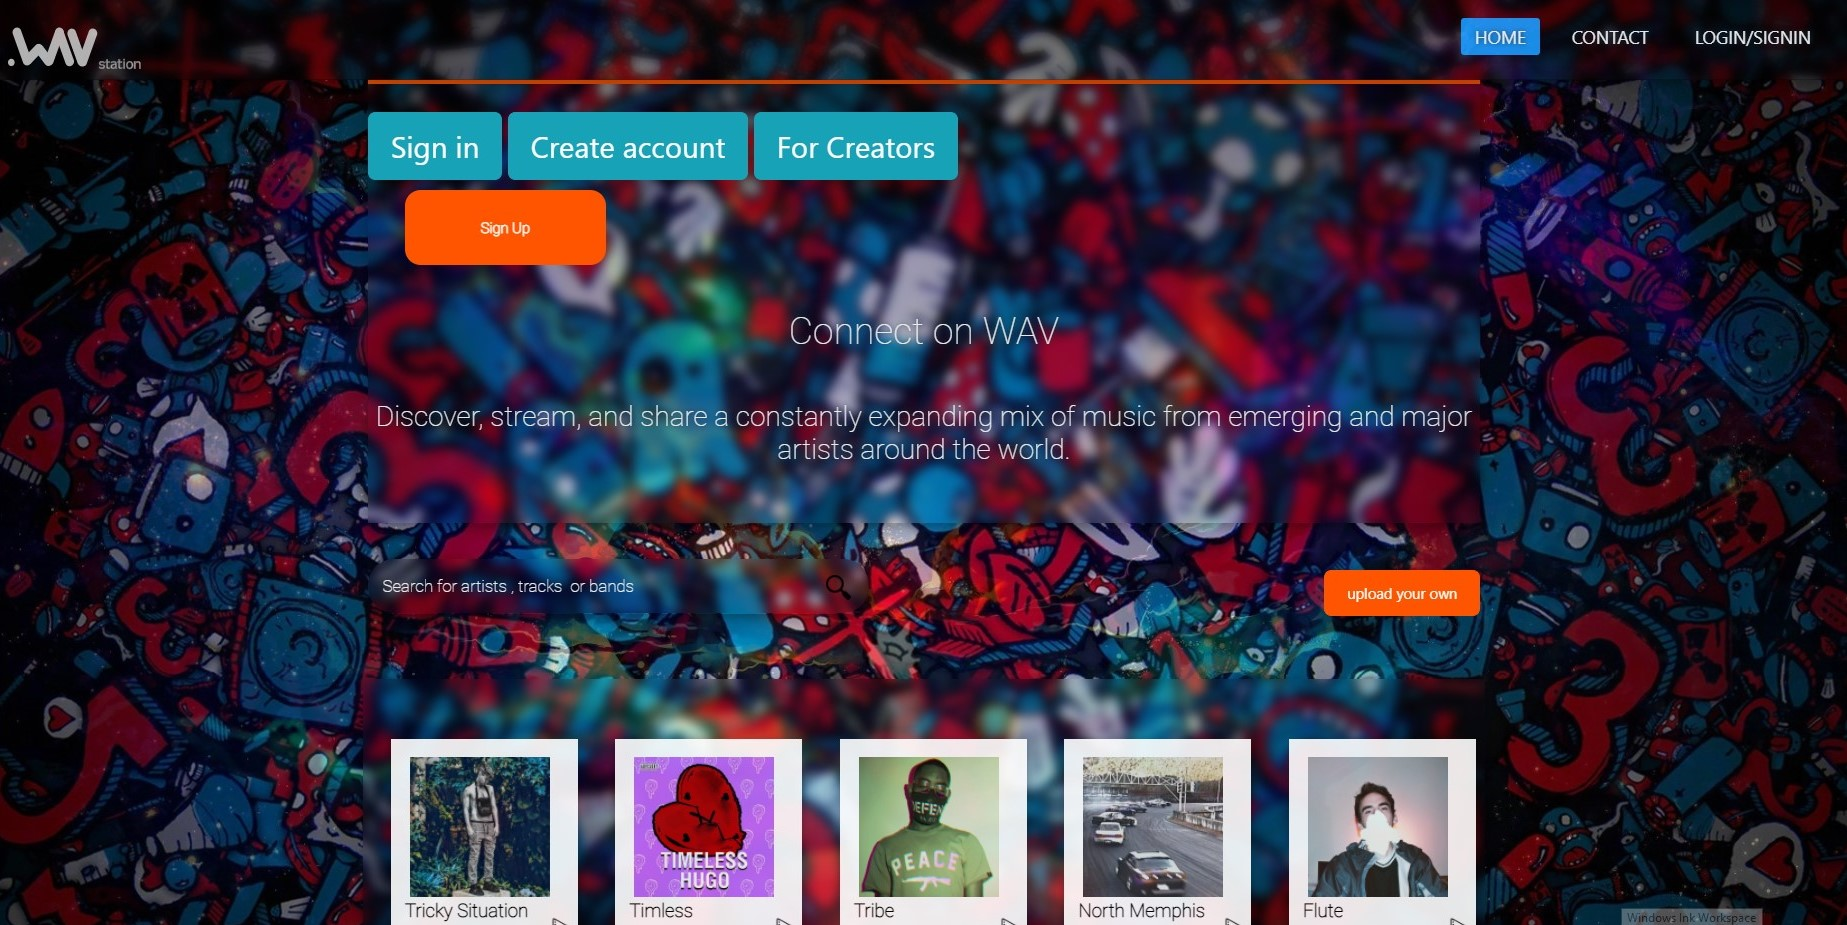 .WAV station
HOME CONTACT LOGIN/SIGNIN
Sign in Create account For Creators
Sign Up
Connect on WAV
Discover, stream, and share a constantly expanding mix of music from emerging and major
artists around the world.
Search for artists , tracks  or bands
upload your own
TIMELESS
HUGO
DEFEND
PEACE
Tricky Situation
Timless
Tribe
North Memphis
Flute
Windows Ink Workspace